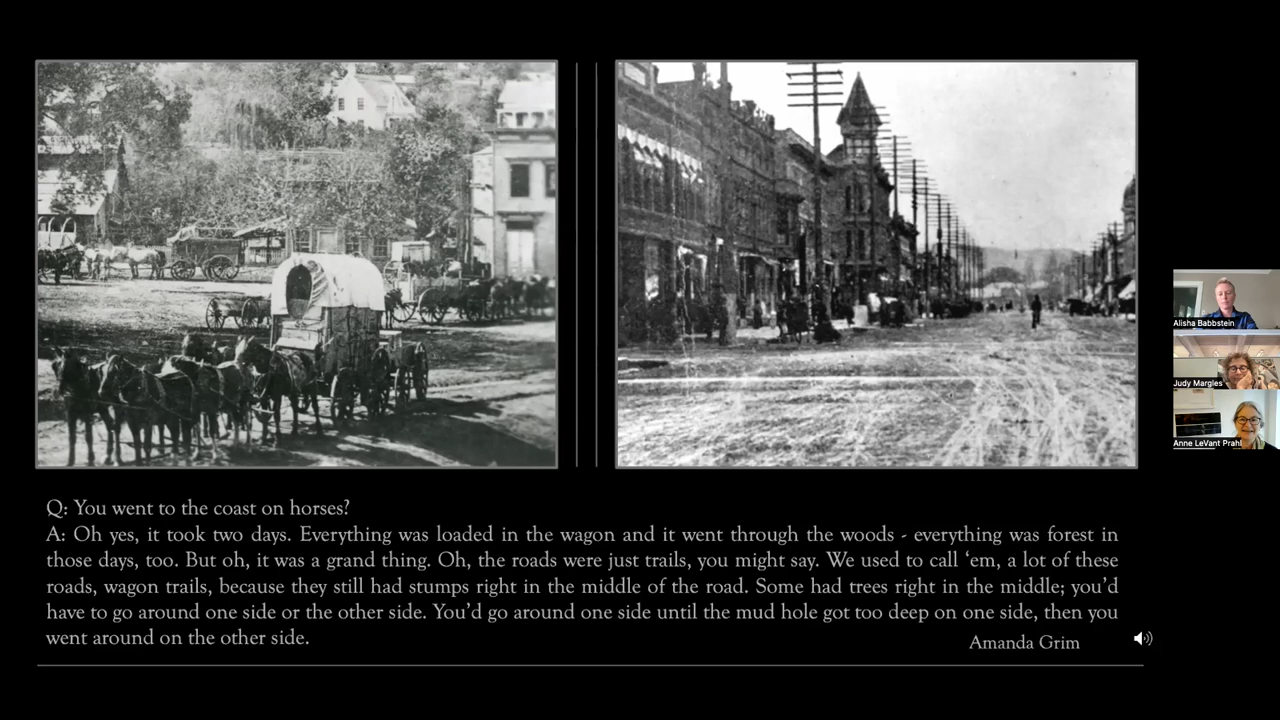 Alisha Babbstein
Judy Margles
Anne LeVant Prahl
Q: You went to the coast on horses?
A: Oh yes, it took two days. Everything was loaded in the wagon and it went through the woods - everything was forest in
those days, too. But oh, it was a grand thing. Oh, the roads were just trails, you might say. We used to call ‘em, a lot of these
roads, wagon trails, because they still had stumps right in the middle of the road. Some had trees right in the middle; you’d
have to go around one side or the other side. You’d go around one side until the mud hole got too deep on one side, then you
went around on the other side.
Amanda Grim